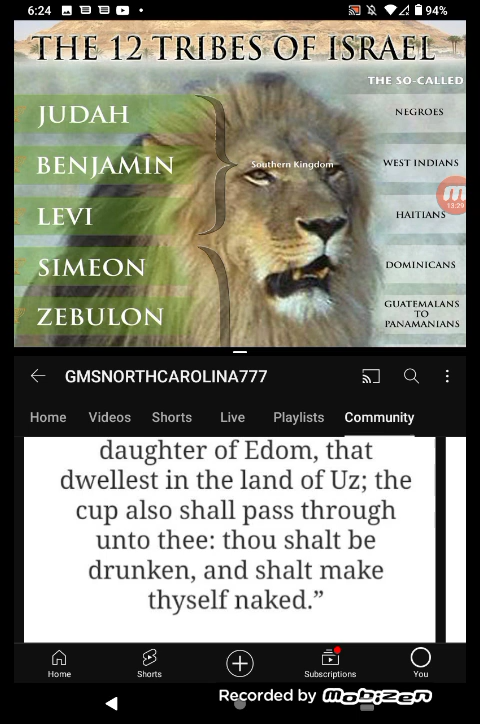 6:24
94%
THE 12 TRIBES OF ISRAEL
THE SO-CALLED
JUDAH
NEGROES
BENJAMIN
Southern Kingdom
WEST INDIANS
13:29
LEVI
HAITIANS
SIMEON
DOMINICANS
ZEBULON
GUATEMALANS
TO
PANAMANIANS
GMSNORTHCAROLINA777
Home Videos Shorts Live Playlists Community
daughter of Edom, that
dwellest in the land of Uz; the
cup also shall pass through
unto thee: thou shalt be
drunken, and shalt make
thyself naked.”
Home Shorts Subscriptions You
Recorded by mobizen